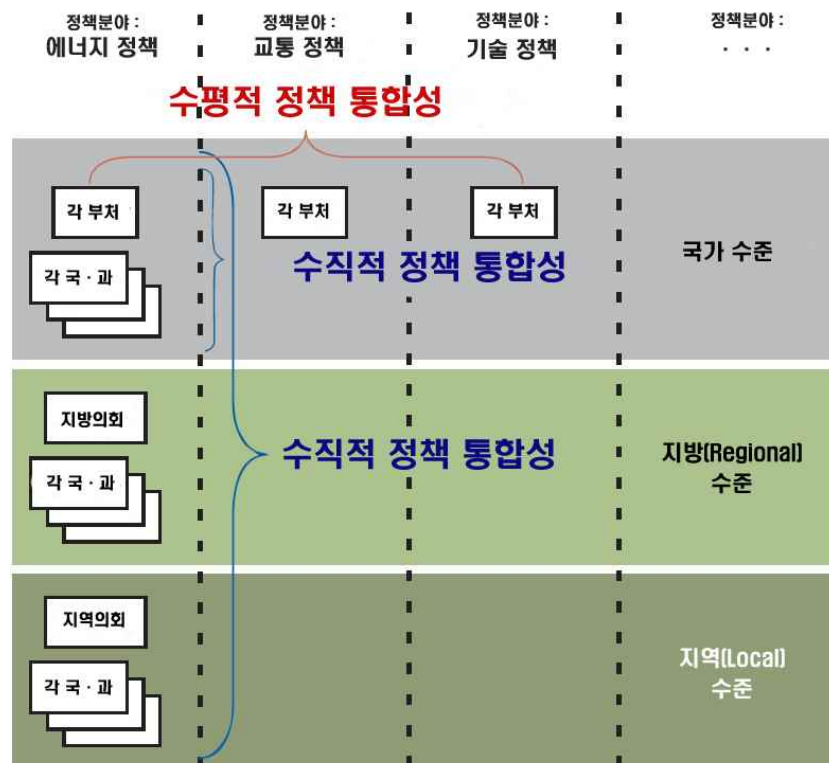 정책분야 :
에너지 정책
정책분야 :
교통 정책
정책분야 :
기술 정책
정책분야 :
· · ·
수평적 정책 통합성
각 부처
각 부처
각 부처
각 국 · 과
수직적 정책 통합성
국가 수준
지방의회
각 국 · 과
수직적 정책 통합성
지방(Regional)
수준
지역의회
각 국 · 과
지역(Local)
수준